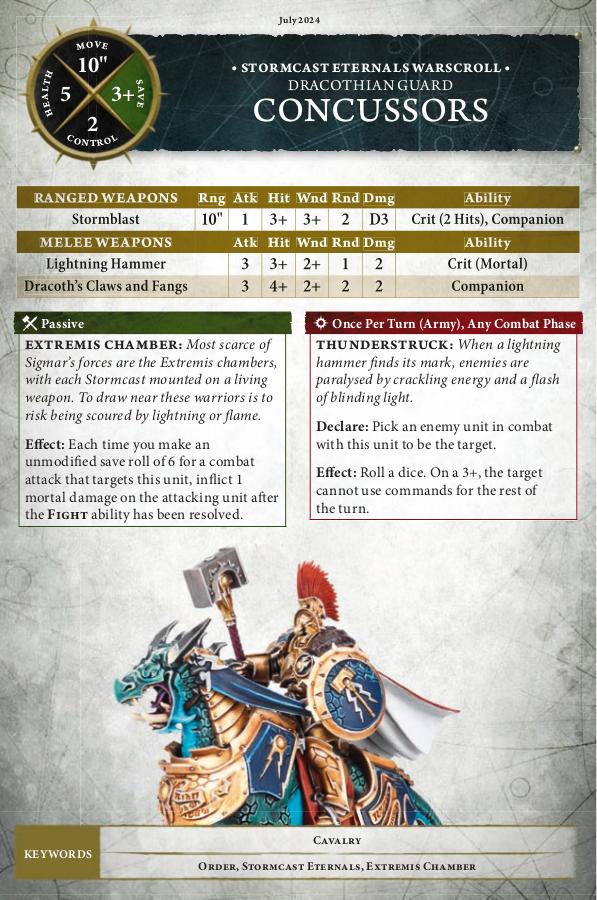 July 2024
MOVE
10"
HEALTH
5
3+
SAVE
2
CONTROL
• STORMCAST ETERNALS WARSCROLL •
DRACOTHIAN GUARD
CONCUSSORS
RANGED WEAPONS Rng Atk Hit Wnd Rnd Dmg Ability
Stormblast 10" 1 3+ 3+ 2 D3 Crit (2 Hits), Companion
MELEE WEAPONS Atk Hit Wnd Rnd Dmg Ability
Lightning Hammer 3 3+ 2+ 1 2 Crit (Mortal)
Dracoth's Claws and Fangs 3 4+ 2+ 2 2 Companion
Passive
EXTREMIS CHAMBER: Most scarce of
Sigmar's forces are the Extremis chambers,
with each Stormcast mounted on a living
weapon. To draw near these warriors is to
risk being scoured by lightning or flame.
Effect: Each time you make an
unmodified save roll of 6 for a combat
attack that targets this unit, inflict 1
mortal damage on the attacking unit after
the FIGHT ability has been resolved.
Once Per Turn (Army), Any Combat Phase
THUNDERSTRUCK: When a lightning
hammer finds its mark, enemies are
paralysed by crackling energy and a flash
of blinding light.
Declare: Pick an enemy unit in combat
with this unit to be the target.
Effect: Roll a dice. On a 3+, the target
cannot use commands for the rest of
the turn.
KEYWORDS
CAVALRY
ORDER, STORMCAST ETERNALS, EXTREMIS CHAMBER